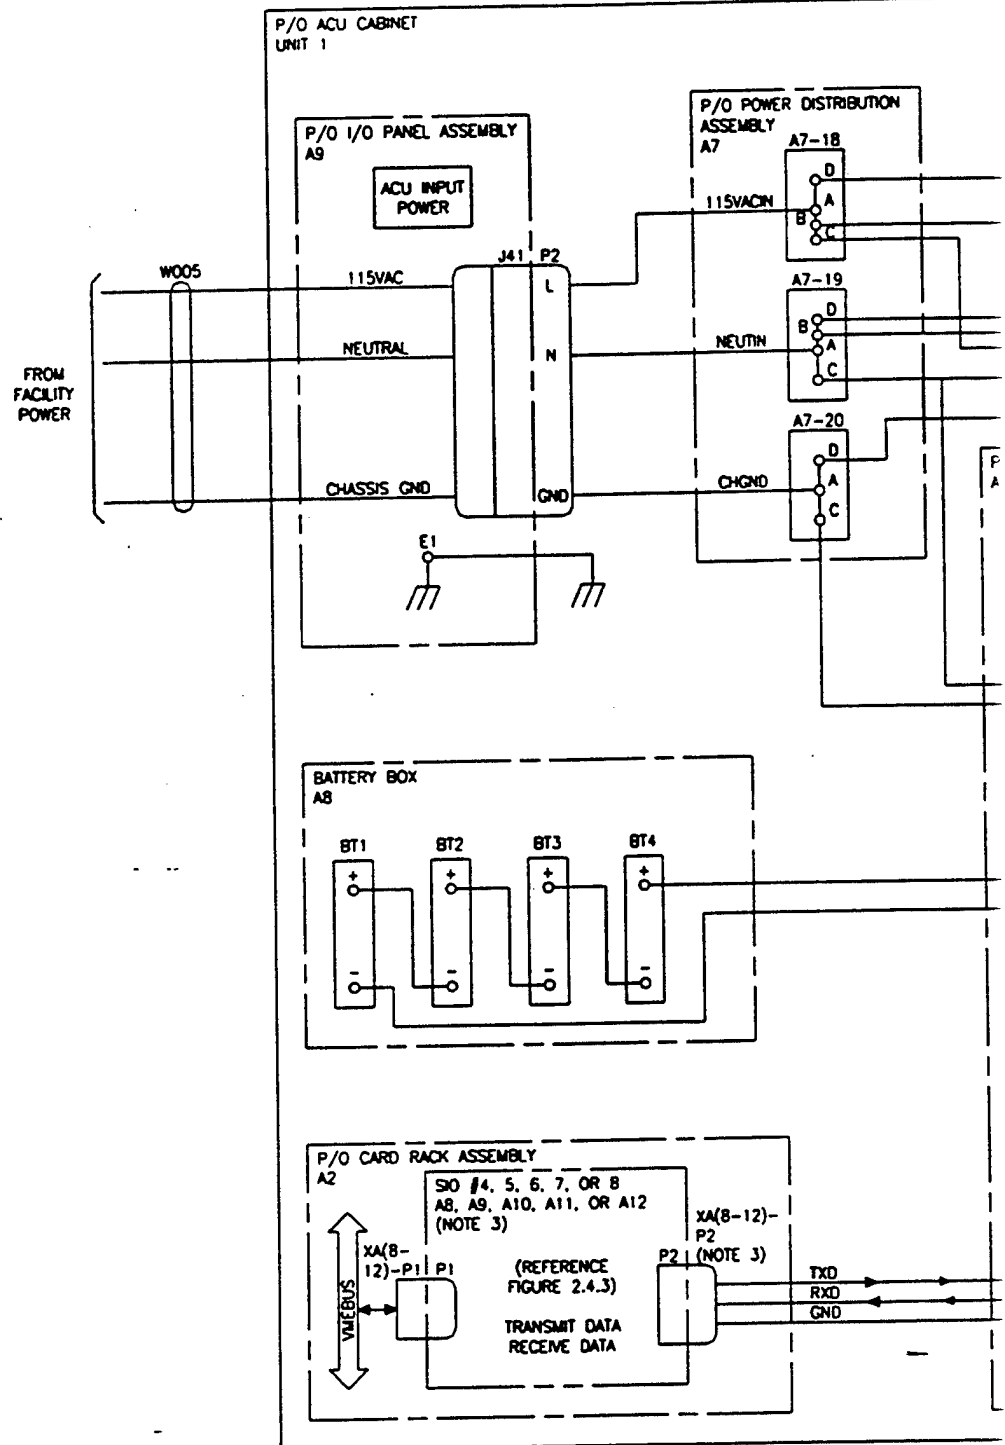 P/O ACU CABINET
UNIT 1
P/O I/O PANEL ASSEMBLY
A9
ACU INPUT
POWER
P/O POWER DISTRIBUTION
ASSEMBLY
A7
A7-18
D
A
B
C
115VACIN
J41 P2
W005
115VAC
L
A7-19
D
B
A
C
NEUTRAL
N
NEUTIN
FROM
FACILITY
POWER
A7-20
D
A
C
CHASSIS GND
GND
CHGND
P
A
E1
BATTERY BOX
A8
BT1
BT2
BT3
BT4
+
+
+
+
-
-
-
-
P/O CARD RACK ASSEMBLY
A2
SIO #4, 5, 6, 7, OR 8
A8, A9, A10, A11, OR A12
(NOTE 3)
XA(8-
12)-P1 P1
VMEBUS
(REFERENCE
FIGURE 2.4.3)
TRANSMIT DATA
RECEIVE DATA
XA(8-12)-
P2
P2 (NOTE 3)
TXD
RXD
GND